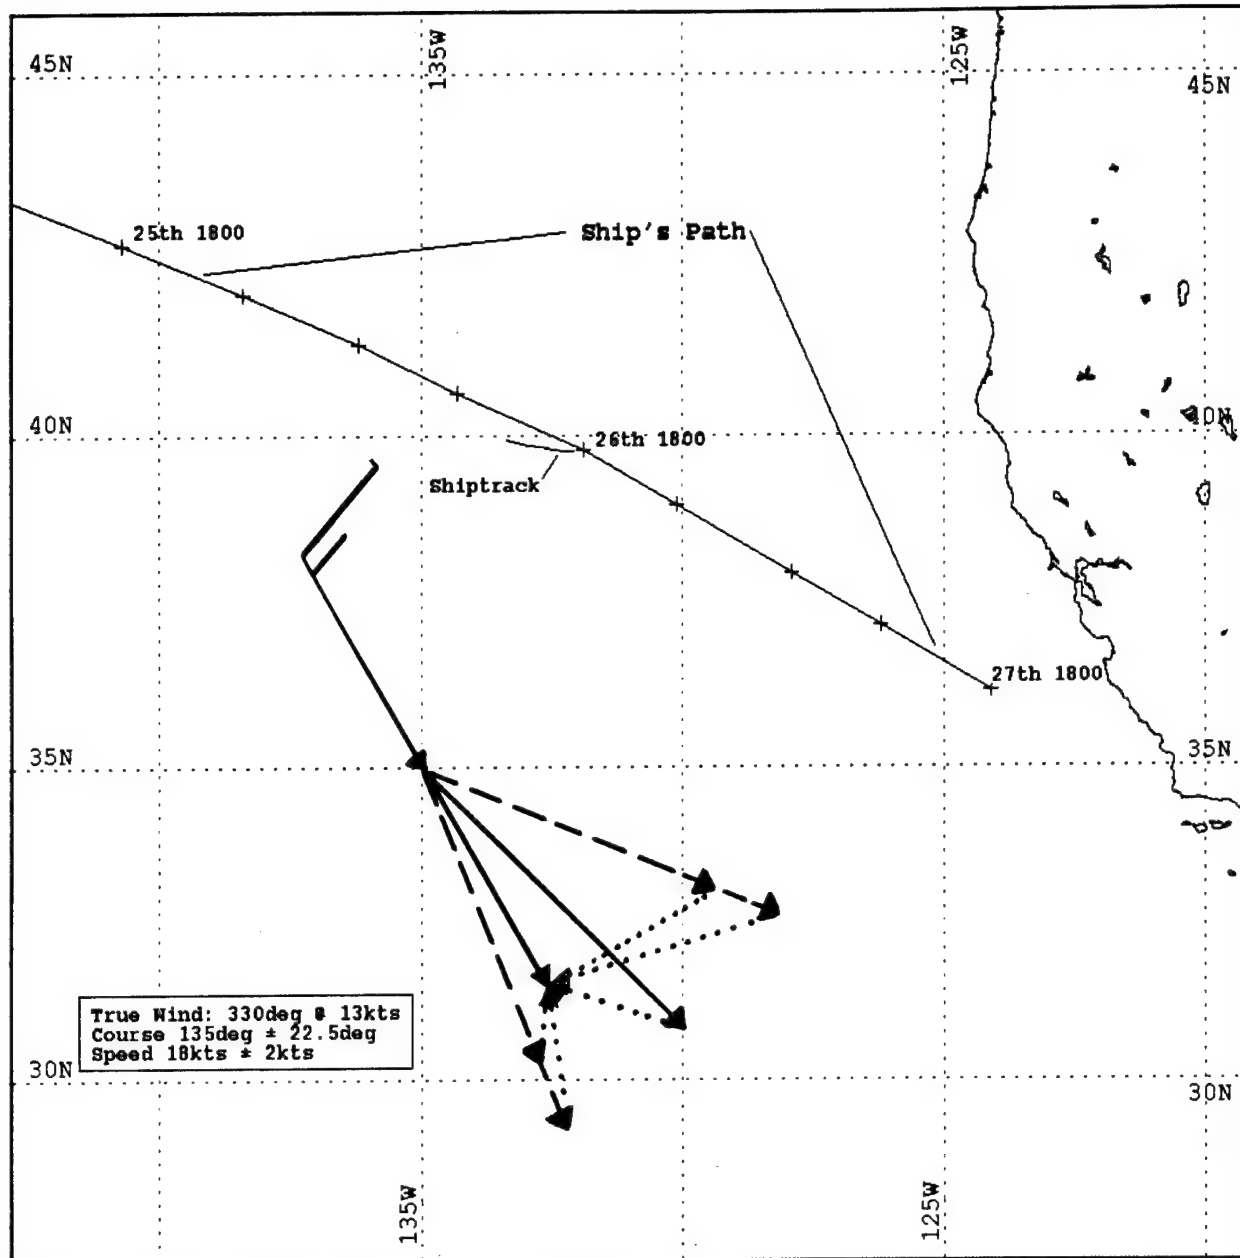 135W
125W
45N
45N
25th 1800
Ship's Path
40N
40N
26th 1800
Shiptrack
27th 1800
35N
35N
True Wind: 330deg @ 13kts
Course 135deg ± 22.5deg
Speed 18kts ± 2kts
30N
30N
135W
125W